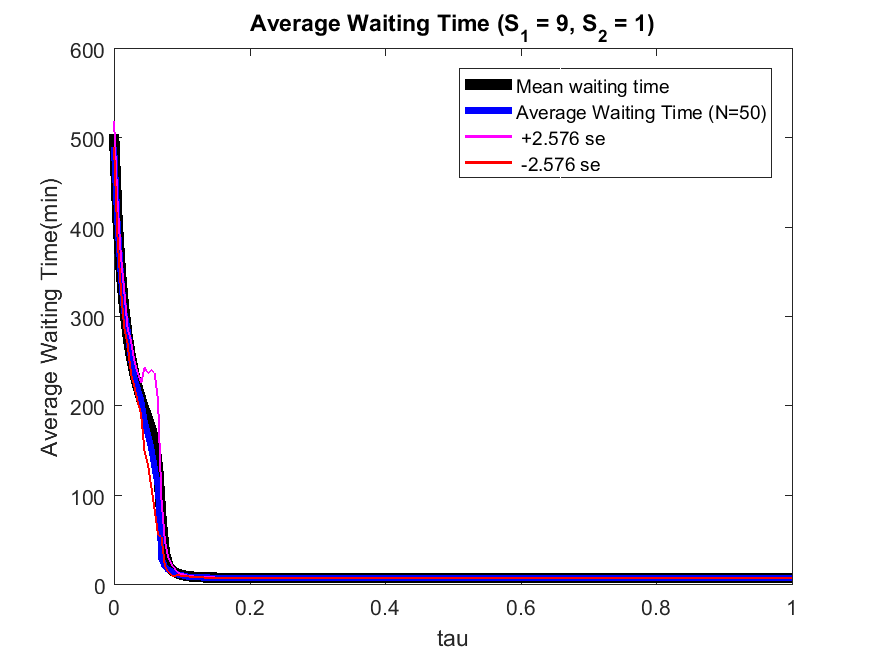 Average Waiting Time (S₁ = 9, S₂ = 1)
600
500
400
300
200
100
0
Average Waiting Time(min)
Mean waiting time
Average Waiting Time (N=50)
+2.576 se
-2.576 se
0 0.2 0.4 0.6 0.8 1
tau